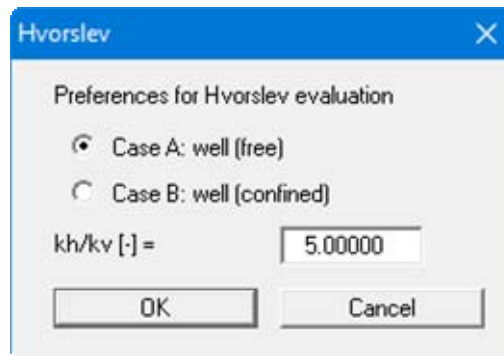 Hvorslev
Preferences for Hvorslev evaluation
Case A: well (free)
Case B: well (confined)
kh/kv [-] = 5.00000
OK Cancel